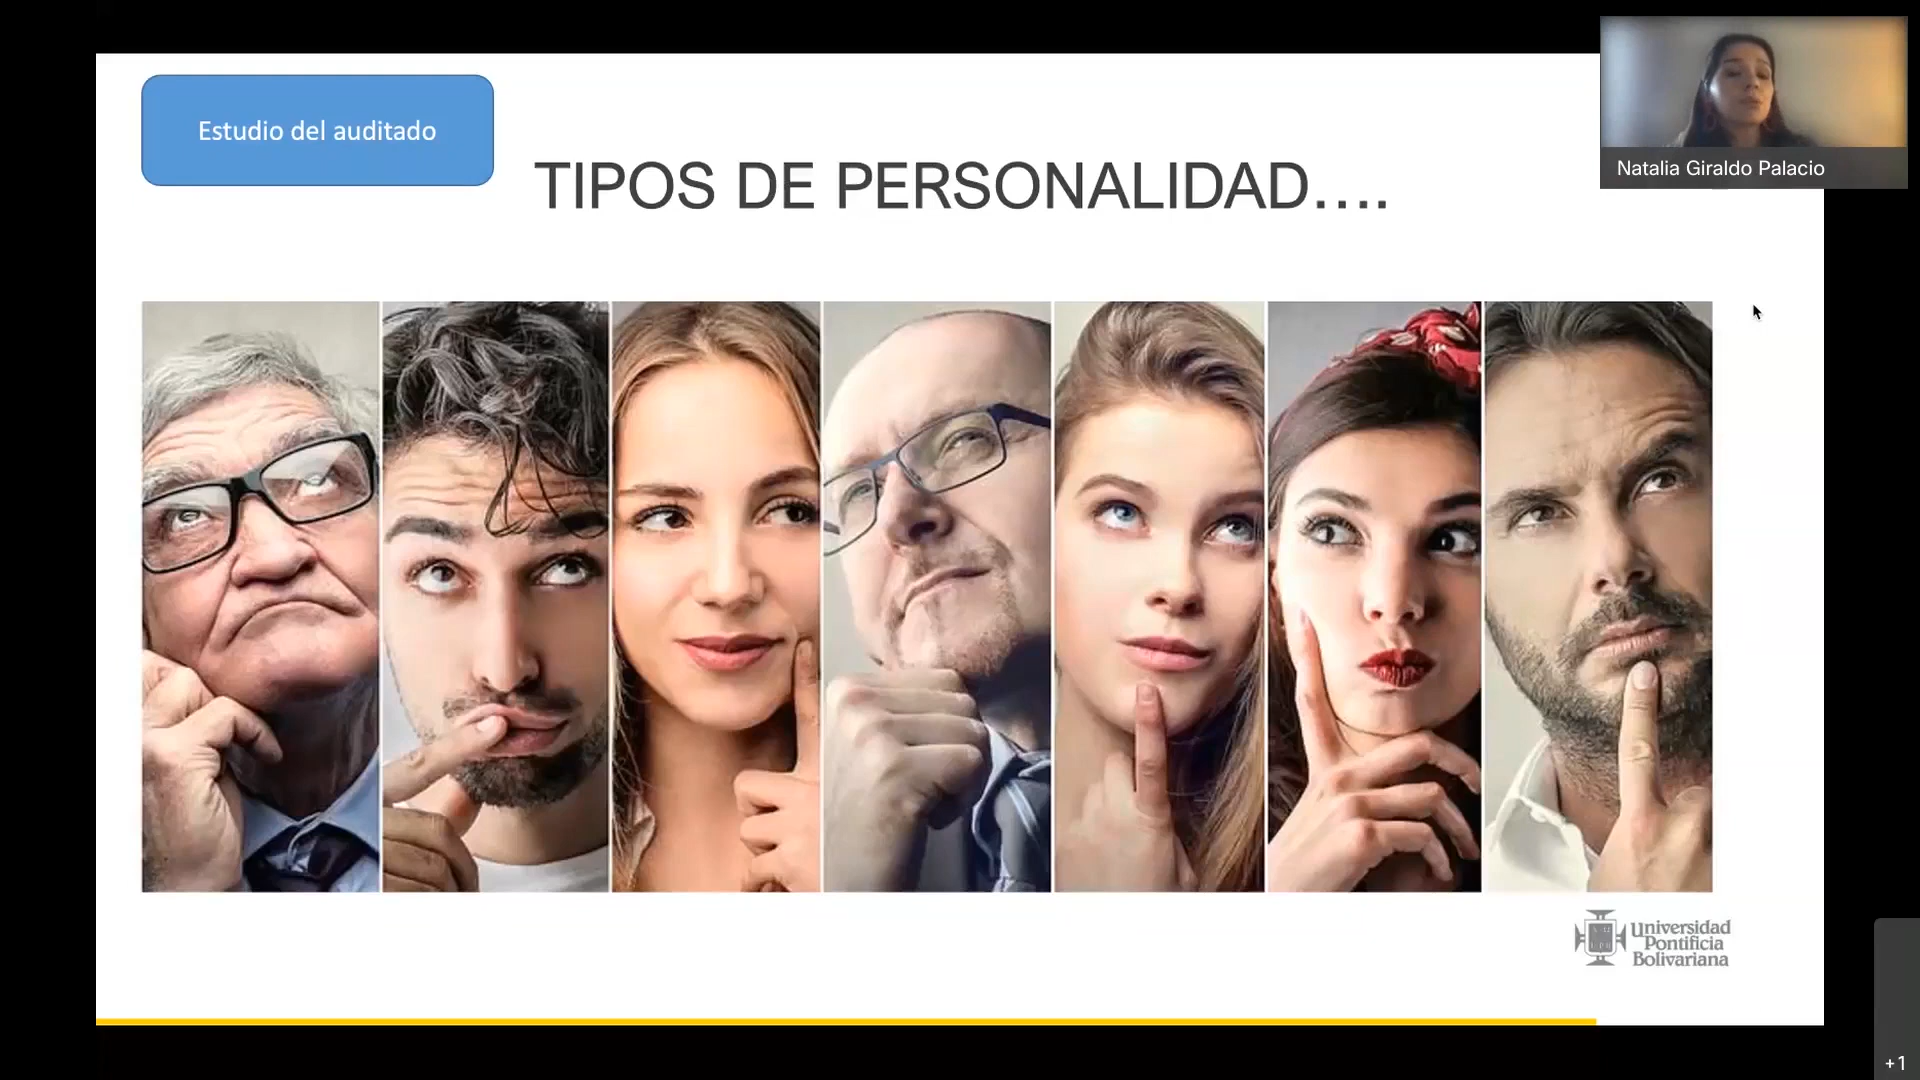 Estudio del auditado
TIPOS DE PERSONALIDAD….
Natalia Giraldo Palacio
Universidad
Pontificia
Bolivariana
+1